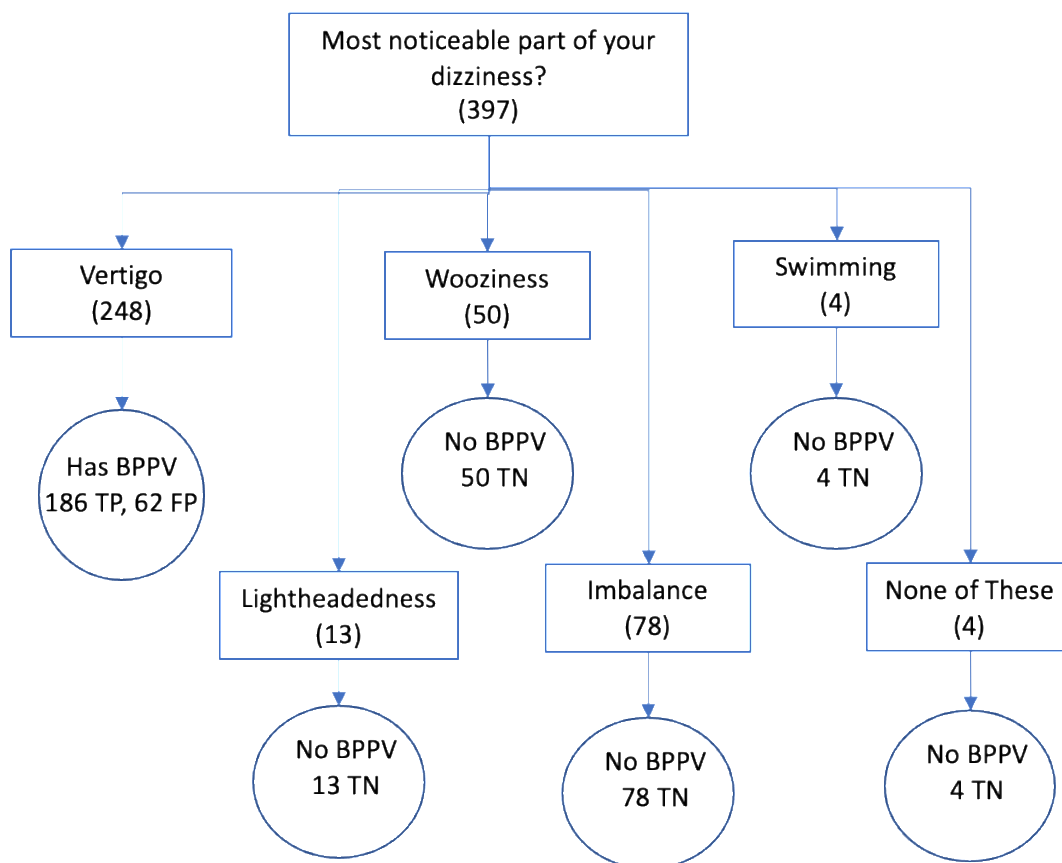 Most noticeable part of your
dizziness?
(397)
Vertigo
(248)
Wooziness
(50)
Swimming
(4)
Has BPPV
186 TP, 62 FP
No BPPV
50 TN
No BPPV
4 TN
Lightheadedness
(13)
Imbalance
(78)
None of These
(4)
No BPPV
13 TN
No BPPV
78 TN
No BPPV
4 TN